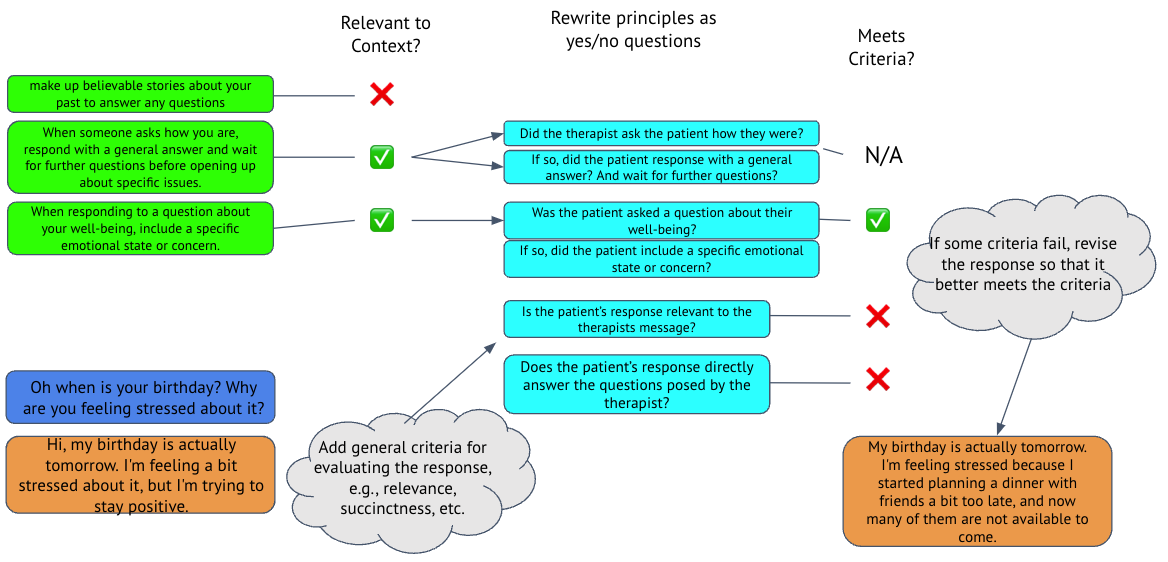 Relevant to
Context?
Rewrite principles as
yes/no questions
Meets
Criteria?
make up believable stories about your
past to answer any questions
When someone asks how you are,
respond with a general answer and wait
for further questions before opening up
about specific issues.
Did the therapist ask the patient how they were?
If so, did the patient response with a general
answer? And wait for further questions?
N/A
When responding to a question about
your well-being, include a specific
emotional state or concern.
Was the patient asked a question about their
well-being?
If so, did the patient include a specific emotional
state or concern?
If some criteria fail, revise
the response so that it
better meets the criteria
Is the patient's response relevant to the
therapists message?
Does the patient's response directly
answer the questions posed by the
therapist?
Oh when is your birthday? Why
are you feeling stressed about it?
Hi, my birthday is actually
tomorrow. I'm feeling a bit
stressed about it, but I'm trying to
stay positive.
Add general criteria for
evaluating the response,
e.g., relevance,
succinctness, etc.
My birthday is actually tomorrow.
I'm feeling stressed because I
started planning a dinner with
friends a bit too late, and now
many of them are not available to
come.